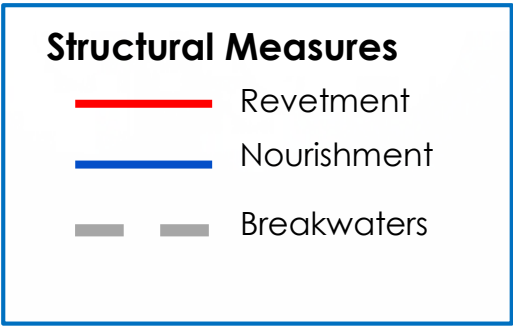 Structural Measures
Revetment
Nourishment
Breakwaters